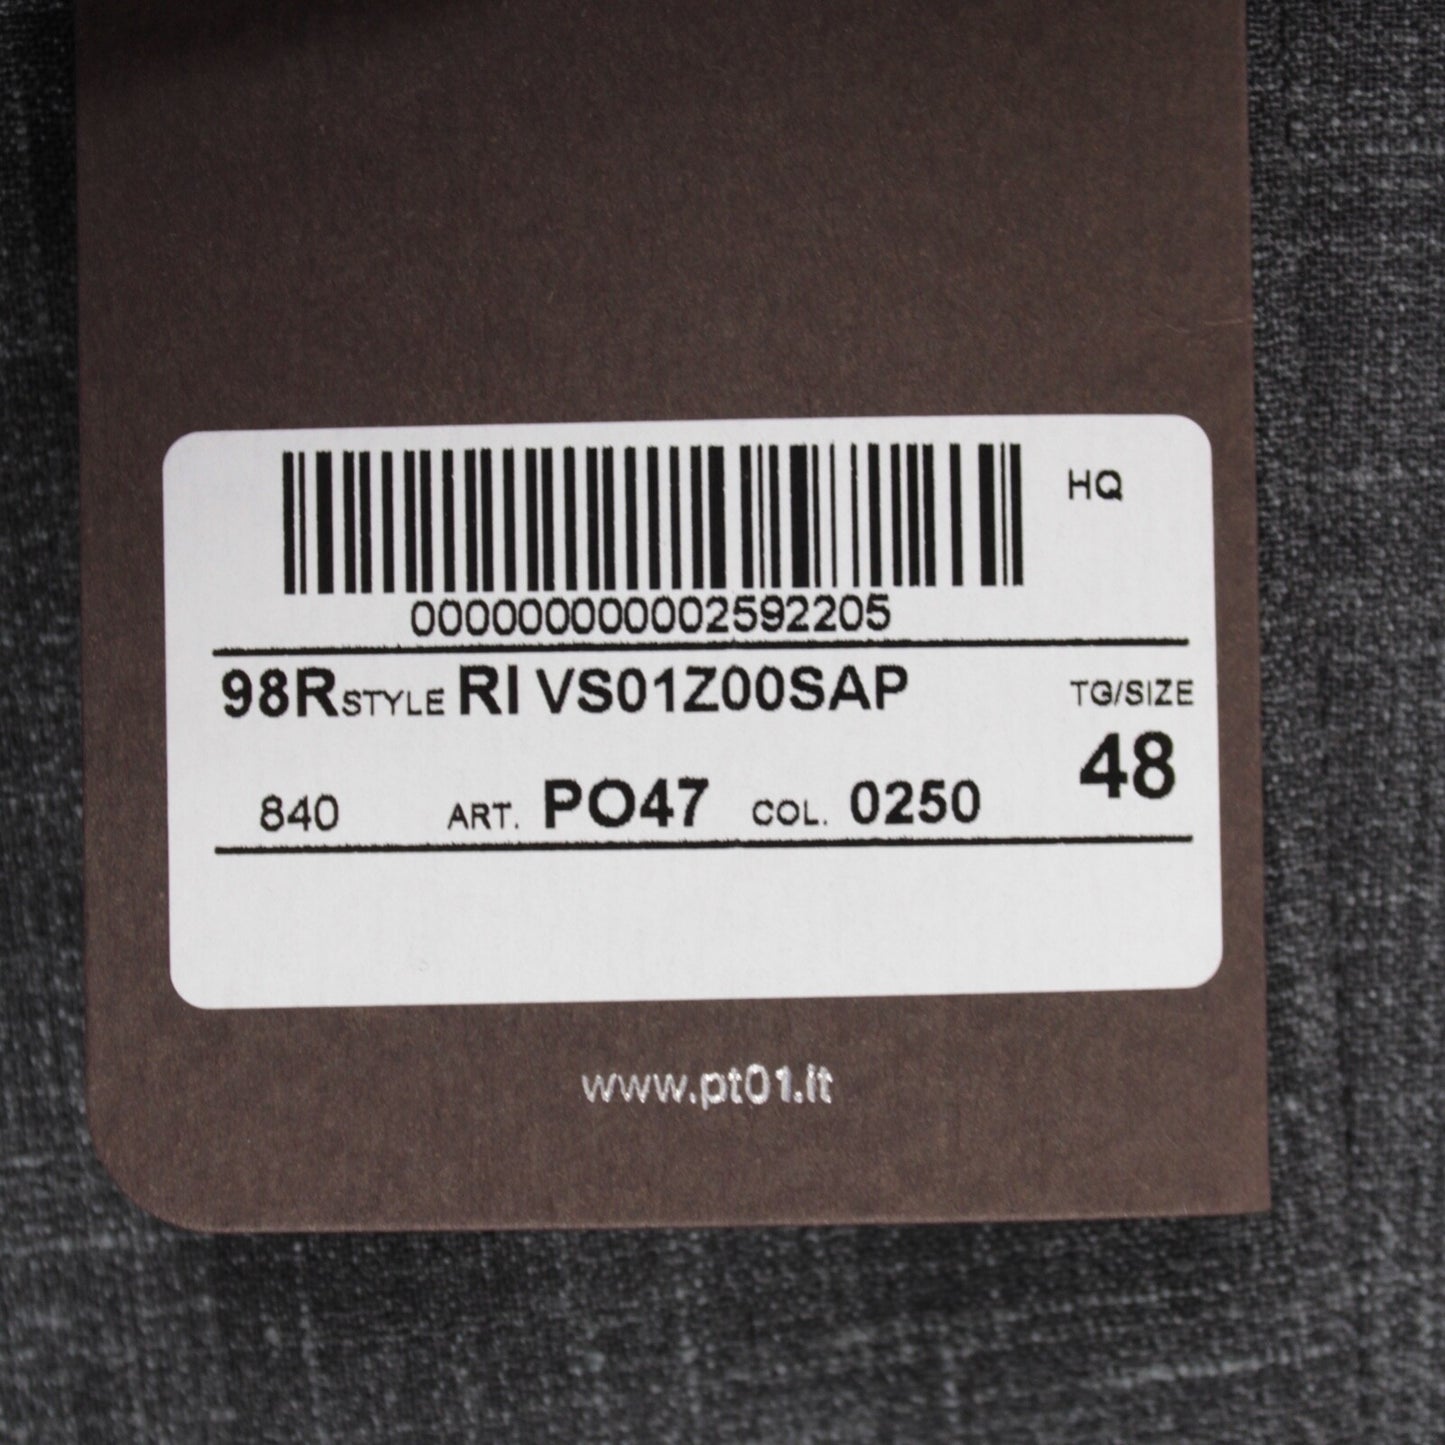 HQ
000000000002592205
98R STYLE RI VS01Z00SAP TG/SIZE
48
840 ART. PO47 COL. 0250
www.pt01.it